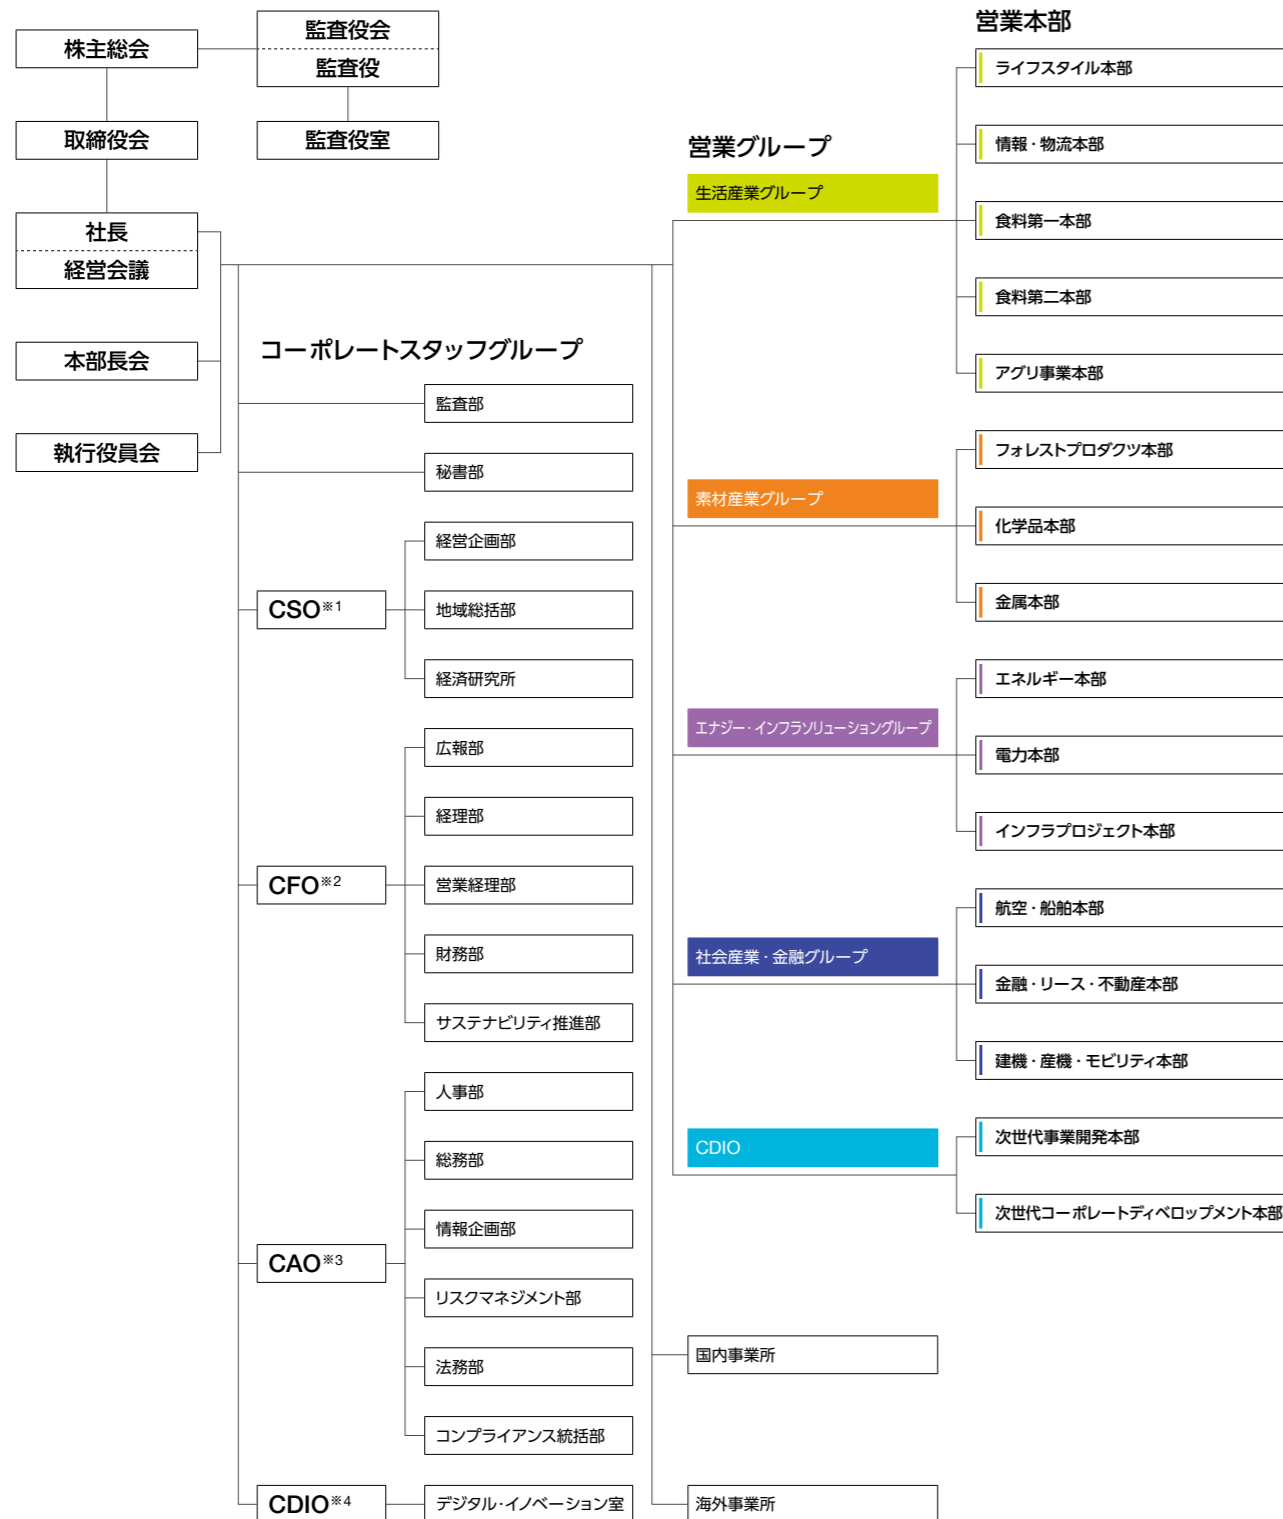 株主総会
監査役会
監査役
取締役会
監査役室
社長
経営会議
本部長会
執行役員会
コーポレートスタッフグループ
監査部
秘書部
CSO※1
経営企画部
地域総括部
経済研究所
CFO※2
広報部
経理部
営業経理部
財務部
サステナビリティ推進部
CAO※3
人事部
総務部
情報企画部
リスクマネジメント部
法務部
コンプライアンス統括部
CDIO※4
デジタル・イノベーション室
営業グループ
営業本部
生活産業グループ
ライフスタイル本部
情報・物流本部
食料第一本部
食料第二本部
アグリ事業本部
素材産業グループ
フォレストプロダクツ本部
化学品本部
金属本部
エナジー・インフラソリューショングループ
エネルギー本部
電力本部
インフラプロジェクト本部
社会産業・金融グループ
航空・船舶本部
金融・リース・不動産本部
建機・産機・モビリティ本部
CDIO
次世代事業開発本部
次世代コーポレートディベロップメント本部
国内事業所
海外事業所